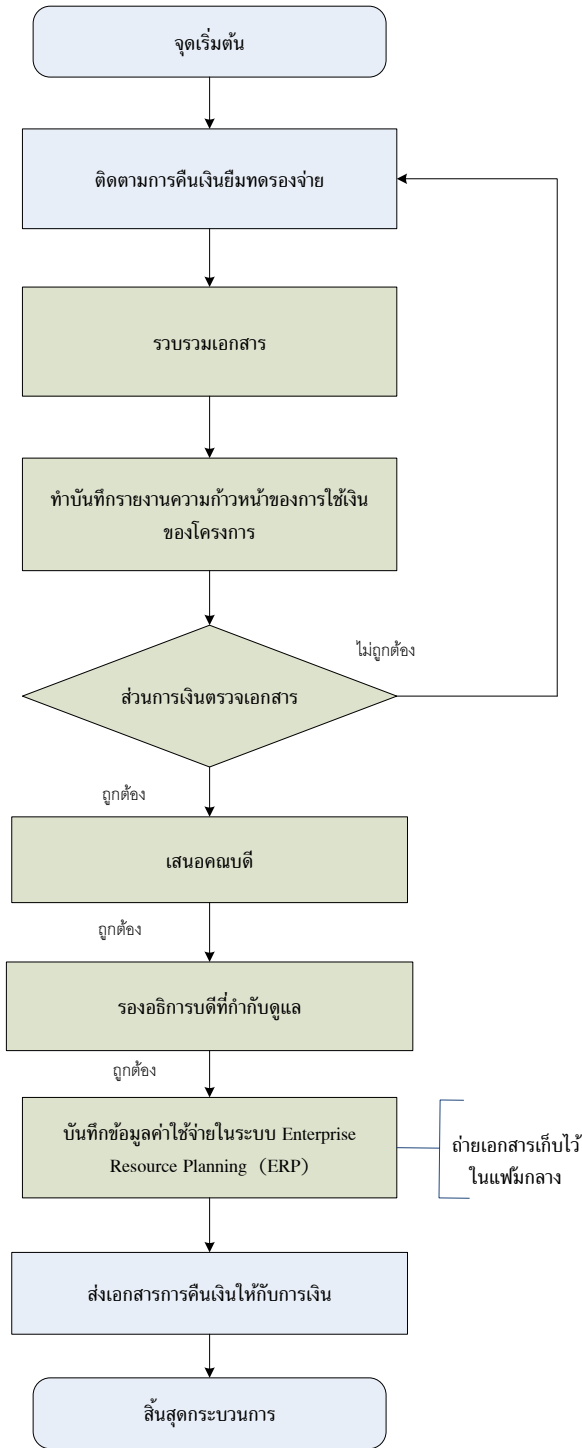 จุดเริ่มต้น
ติดตามการคืนเงินยืมทดรองจ่าย
รวบรวมเอกสาร
ทำบันทึกรายงานความก้าวหน้าของการใช้เงิน
ของโครงการ
ไม่ถูกต้อง
ส่วนการเงินตรวจเอกสาร
ถูกต้อง
เสนอคณบดี
ถูกต้อง
รองอธิการบดีที่กำกับดูแล
ถูกต้อง
บันทึกข้อมูลค่าใช้จ่ายในระบบ Enterprise
Resource Planning (ERP)
ถ่ายเอกสารเก็บไว้
ในแฟ้มกลาง
ส่งเอกสารการคืนเงินให้กับการเงิน
สิ้นสุดกระบวนการ